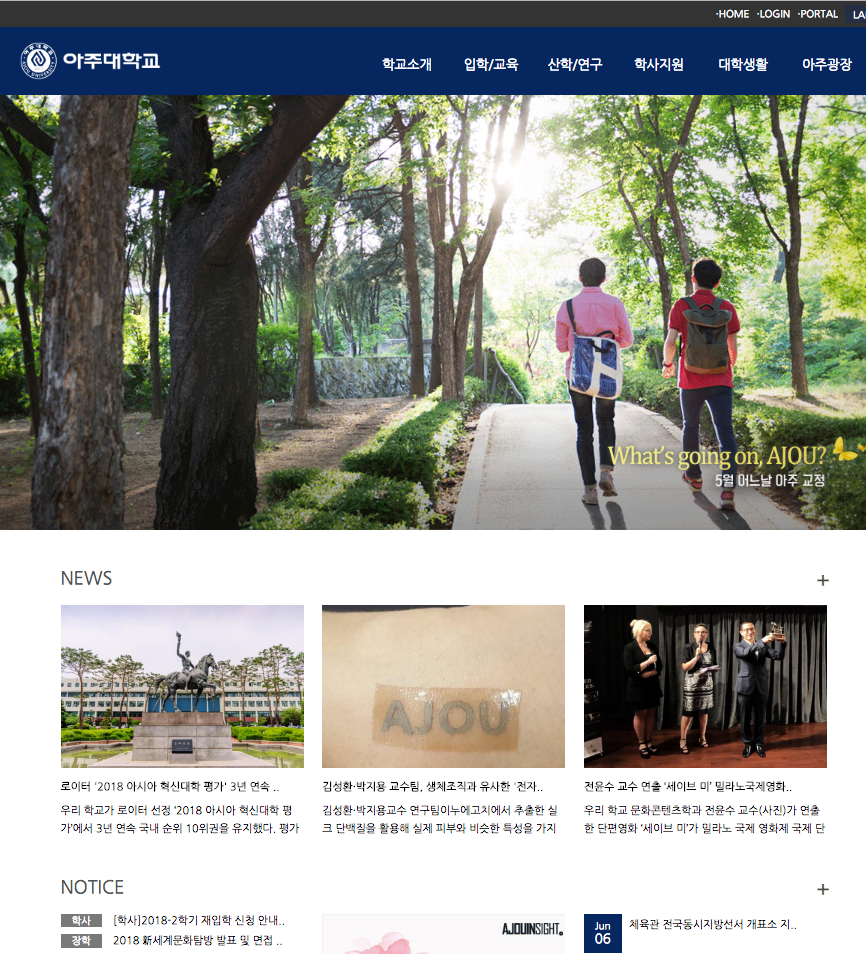 ·HOME ·LOGIN ·PORTAL LA
아주대학교
학교소개 입학/교육 산학/연구 학사지원 대학생활 아주광장
What's going on, AJOU?
5월 어느날 아주 교정
NEWS +
AJOU
로이터 '2018 아시아 혁신대학 평가' 3년 연속 ..
우리 학교가 로이터 선정 '2018 아시아 혁신대학 평
가'에서 3년 연속 국내 순위 10위권을 유지했다. 평가
김성환·박지용 교수팀, 생체조직과 유사한 '전자..
김성환·박지용교수 연구팀이누에고치에서 추출한 실
크 단백질을 활용해 실제 피부와 비슷한 특성을 가지
전윤수 교수 연출 '세이브 미' 밀라노국제영화..
우리 학교 문화콘텐츠학과 전윤수 교수(사진)가 연출
한 단편영화 '세이브 미'가 밀라노 국제 영화제 국제 단
NOTICE +
학사 [학사]2018-2학기 재입학 신청 안내..
장학 2018 新세계문화탐방 발표 및 면접 ..
AJOUINSIGHT.
Jun
06
체육관 전국동시지방선서 개표소 지..